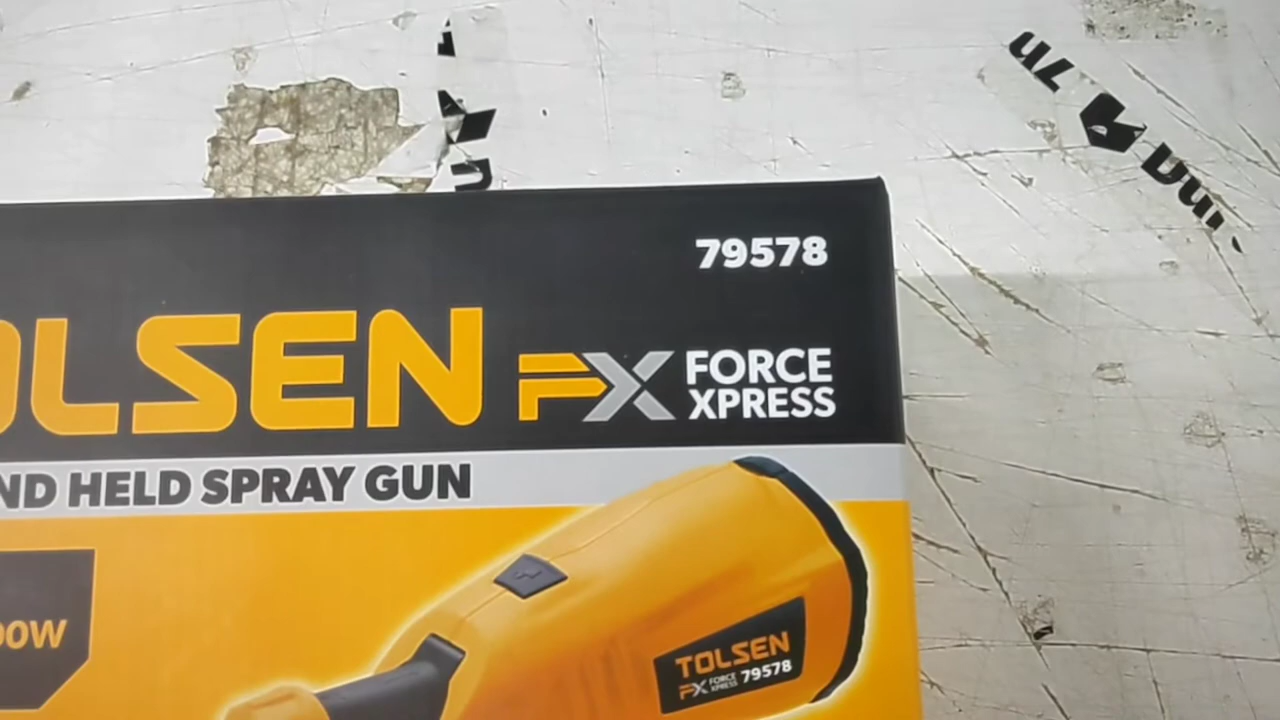 79578
OLSEN FX FORCE
XPRESS
ND HELD SPRAY GUN
00W
TOLSEN
FX FORCE
XPRESS 79578